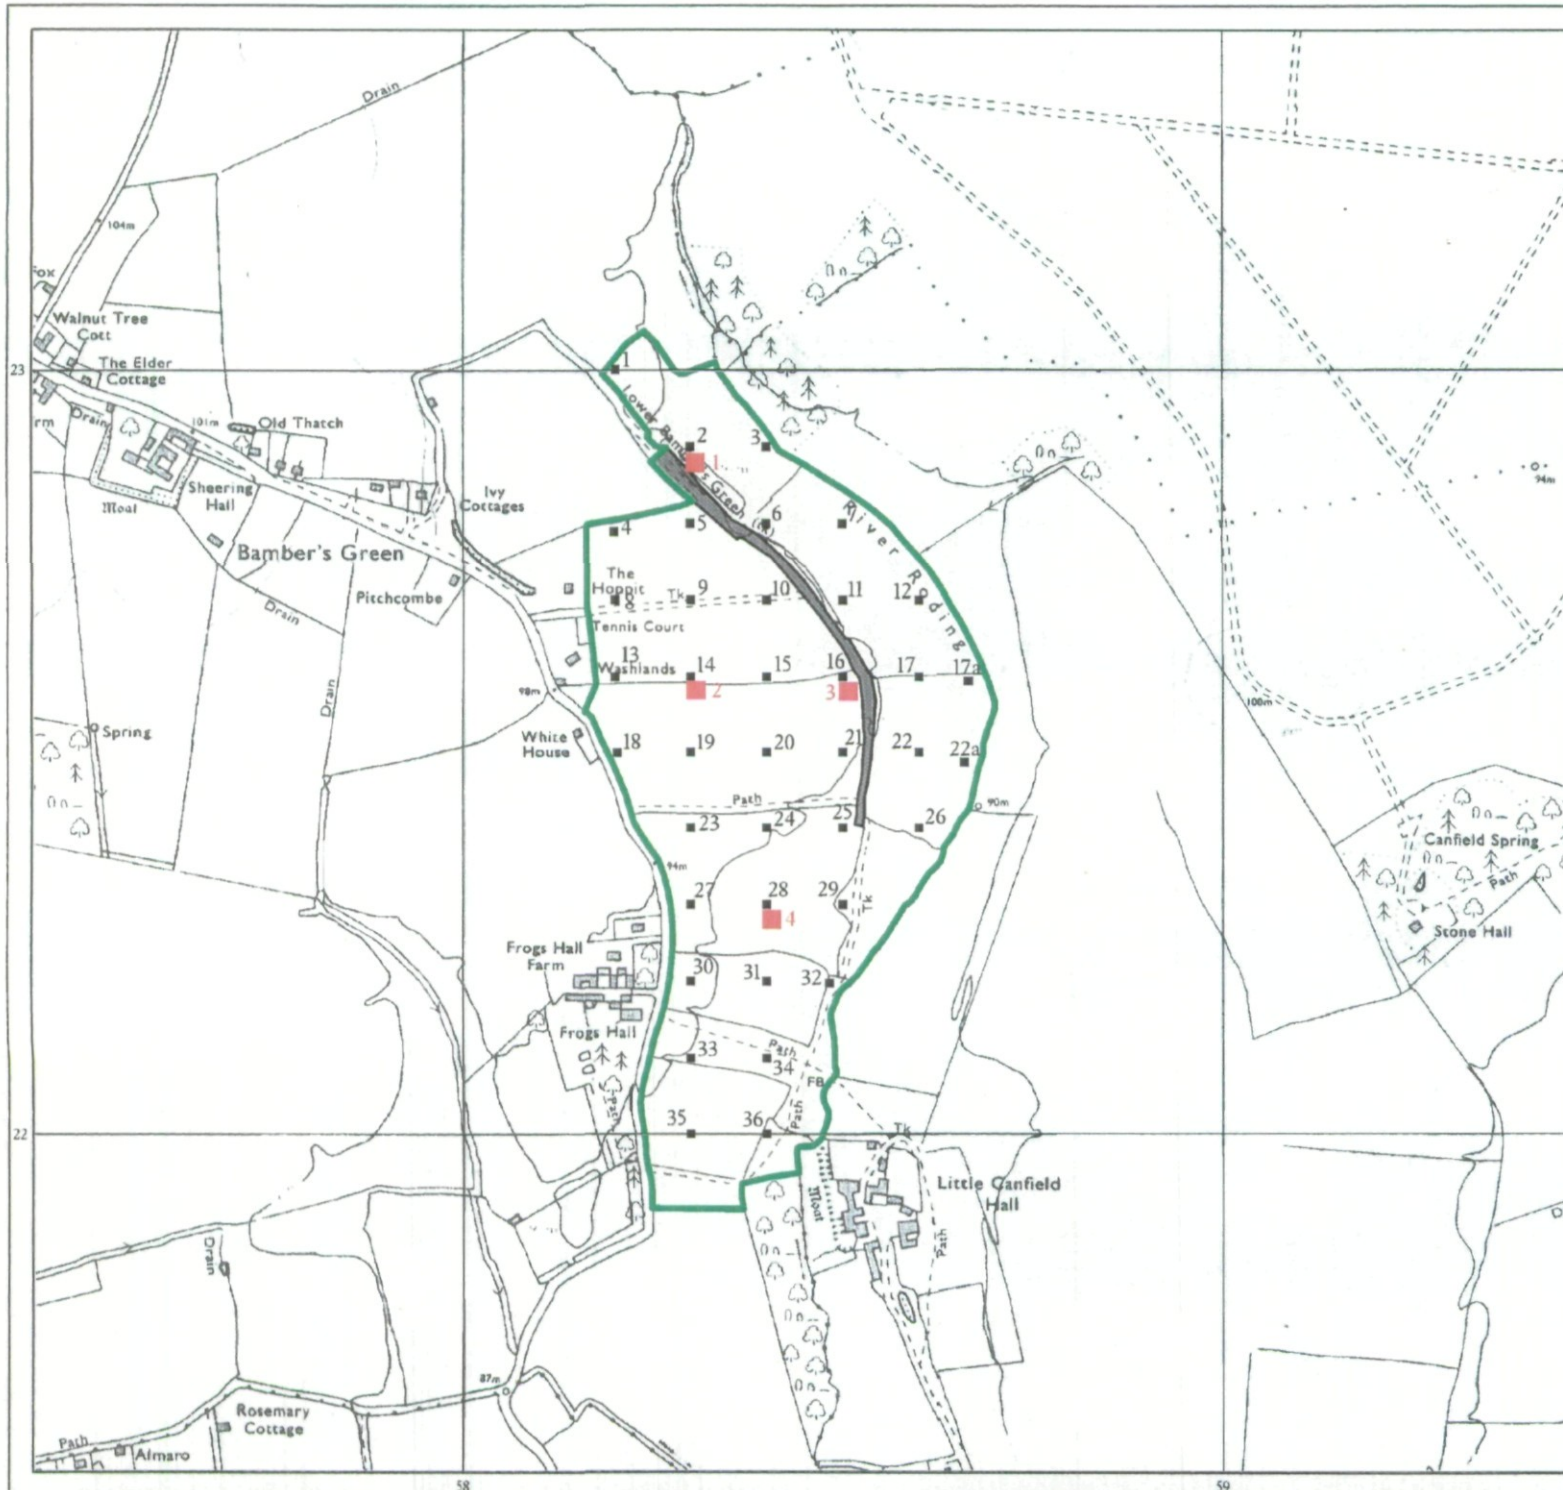 Drain
104m
Fox
Walnut Tree
Cott
The Elder
Cottage
23
1
Drain
rm
101m
Old Thatch
Lower Bamber's Green
2
3
1
94m
Sheering
Hall
Moat
Ivy
Cottages
Bamber's Green
River Roding
4
5
6
7
Pitchcombe
Drain
The
Hoppit
8
Tk
9
10
11
12
Tennis Court
13
Washlands
14
15
16
17
17a
98m
2
3
Drain
100m
Spring
White
House
18
19
20
21
22
22a
Path
90m
23
24
25
26
94m
Canfield Spring
Path
27
28
29
Tk
4
Stone Hall
Frogs Hall
Farm
30
31
32
Frogs Hall
33
Path
34
FB
Path
22
35
36
Tk
Moat
Little Canfield
Hall
Path
Drain
87m
Rosemary
Cottage
Path
Almaro
58
59